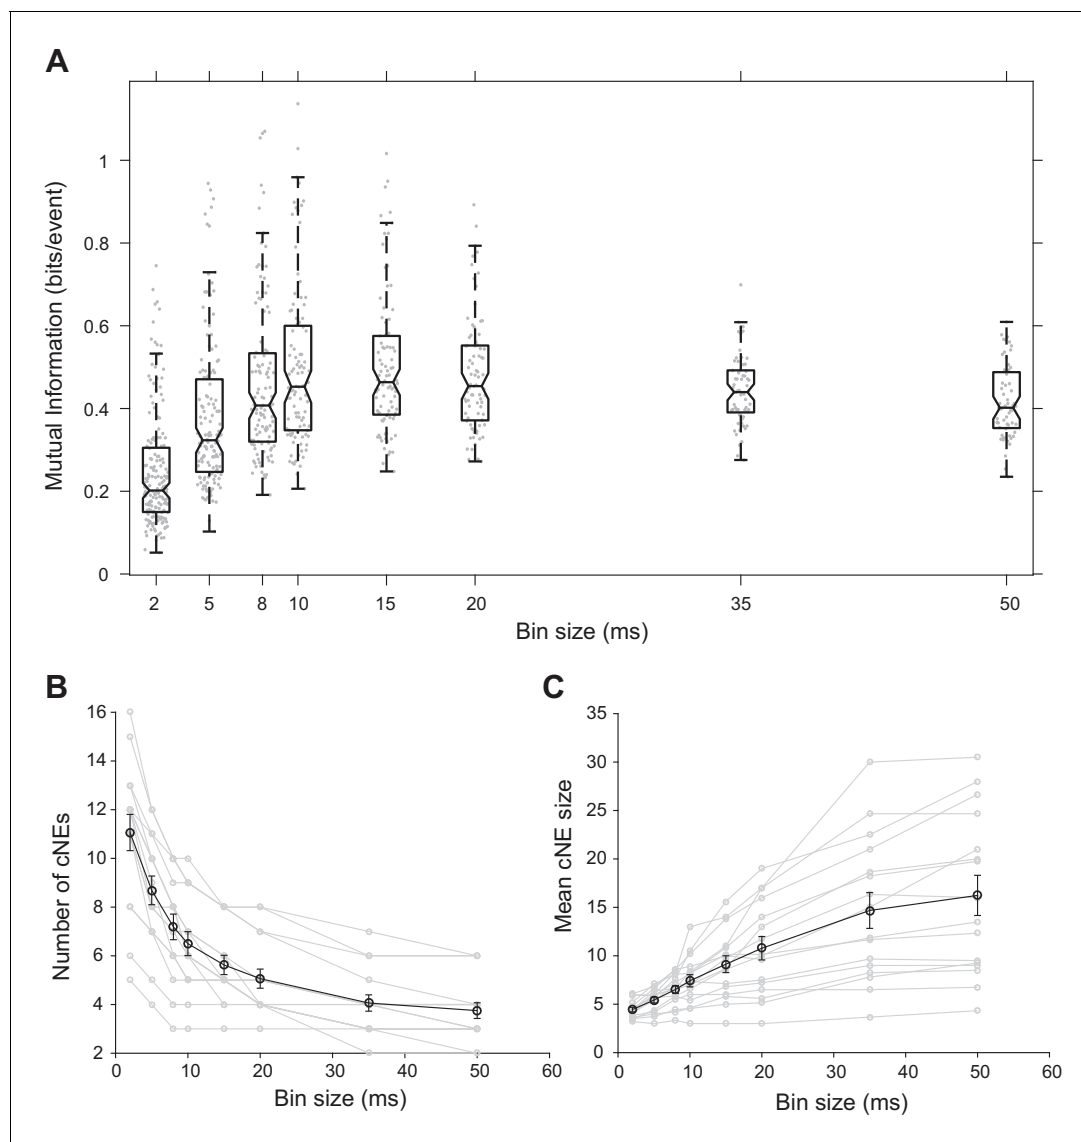 A
Mutual Information (bits/event)
1
0.8
0.6
0.4
0.2
0
2 5 8 10 15 20 35 50
Bin size (ms)
B
Number of cNEs
16
14
12
10
8
6
4
2
0 10 20 30 40 50 60
Bin size (ms)
C
Mean cNE size
35
30
25
20
15
10
5
0
0 10 20 30 40 50 60
Bin size (ms)